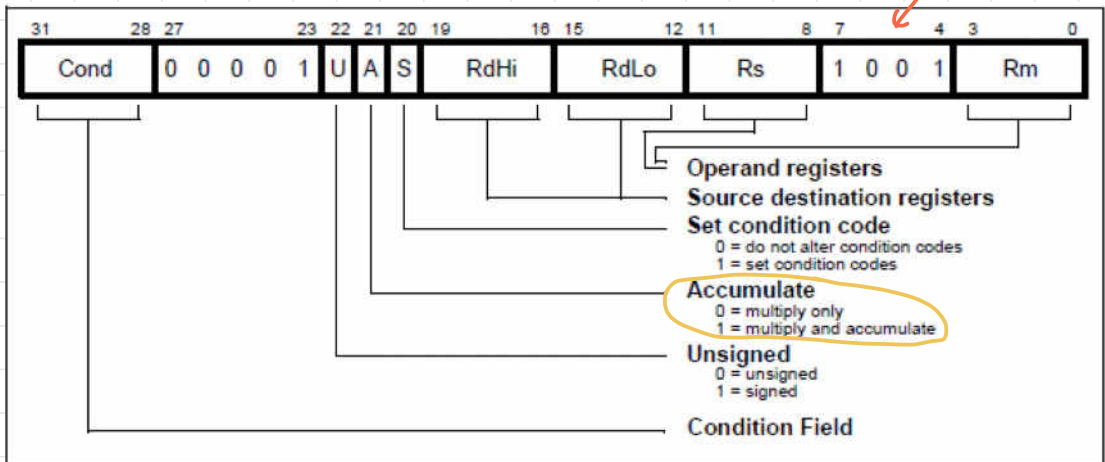 31 28 27 23 22 21 20 19 16 15 12 11 8 7 4 3 0
Cond 0 0 0 0 1 U A S RdHi RdLo Rs 1 0 0 1 Rm
Operand registers
Source destination registers
Set condition code
0 = do not alter condition codes
1 = set condition codes
Accumulate
0 = multiply only
1 = multiply and accumulate
Unsigned
0 = unsigned
1 = signed
Condition Field